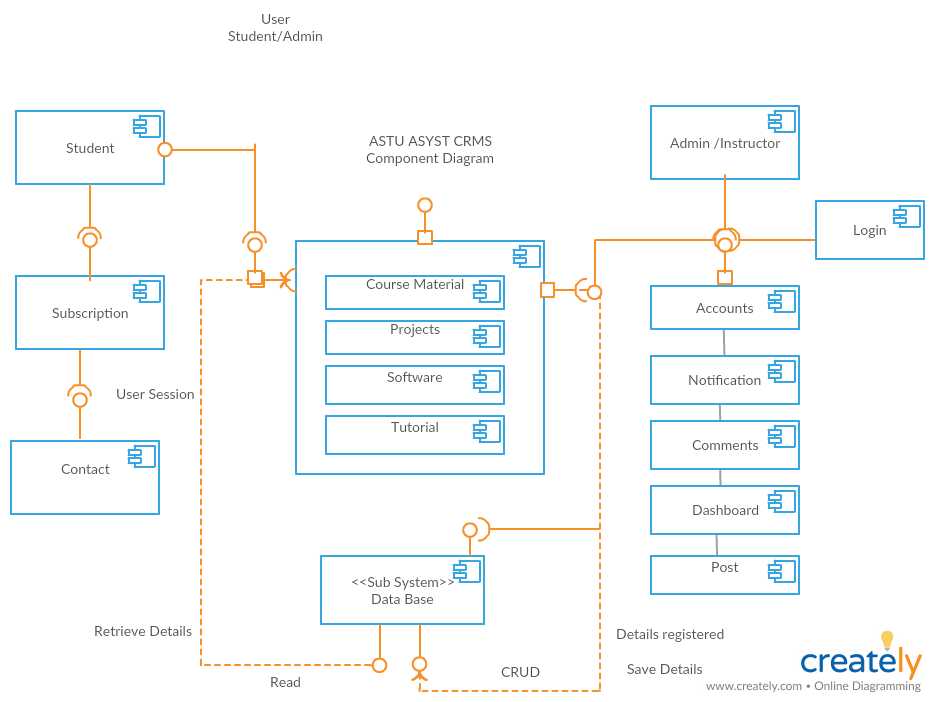 User
Student/Admin
ASTU ASYST CRMS
Component Diagram
Student
Admin /Instructor
Login
Course Material
Subscription
Accounts
Projects
Software
Notification
User Session
Tutorial
Comments
Contact
Dashboard
<<Sub System>>
Data Base
Post
Retrieve Details
Details registered
Read
CRUD
Save Details
creately
www.creately.com • Online Diagramming